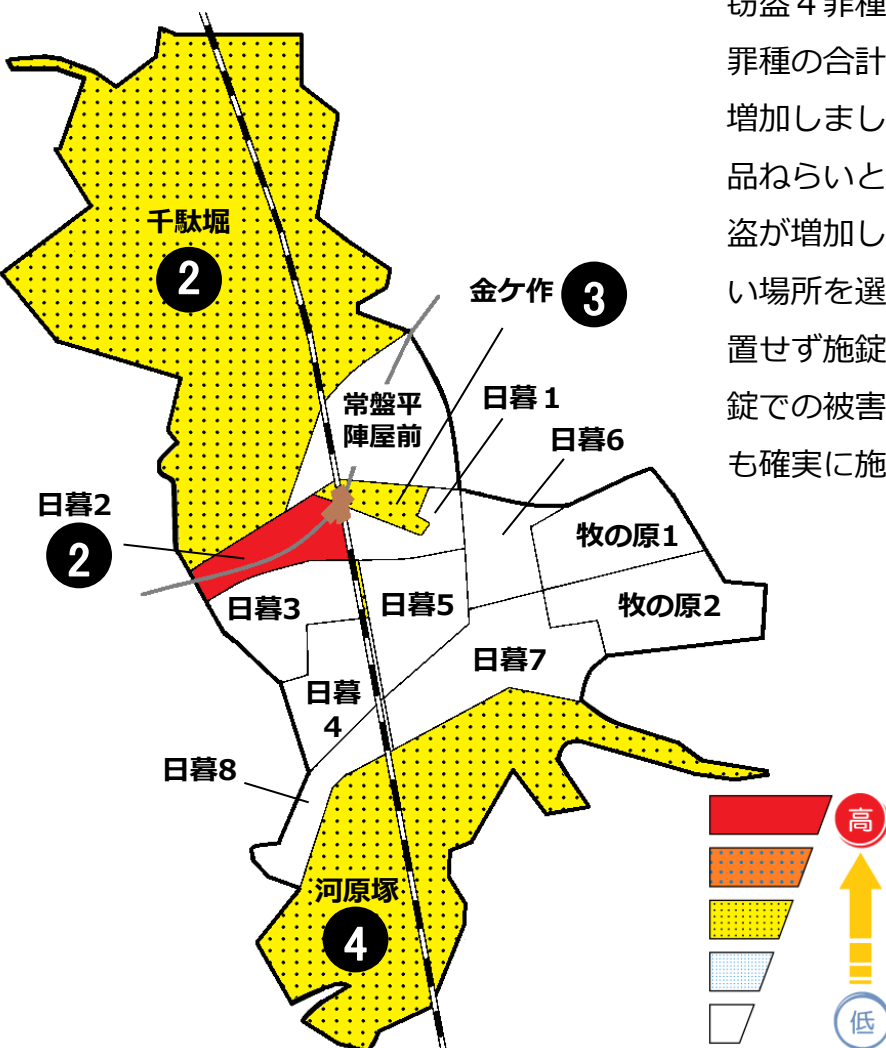 窃盗４罪種
罪種の合計
増加しまし
品ねらいと
盗が増加し
い場所を選
置せず施錠
錠での被害
も確実に施
千駄堀
2
金ケ作
3
常盤平
陣屋前
日暮１
日暮6
日暮2
2
牧の原1
日暮3
日暮5
牧の原2
日暮7
日暮
4
日暮8
河原塚
4
高
低